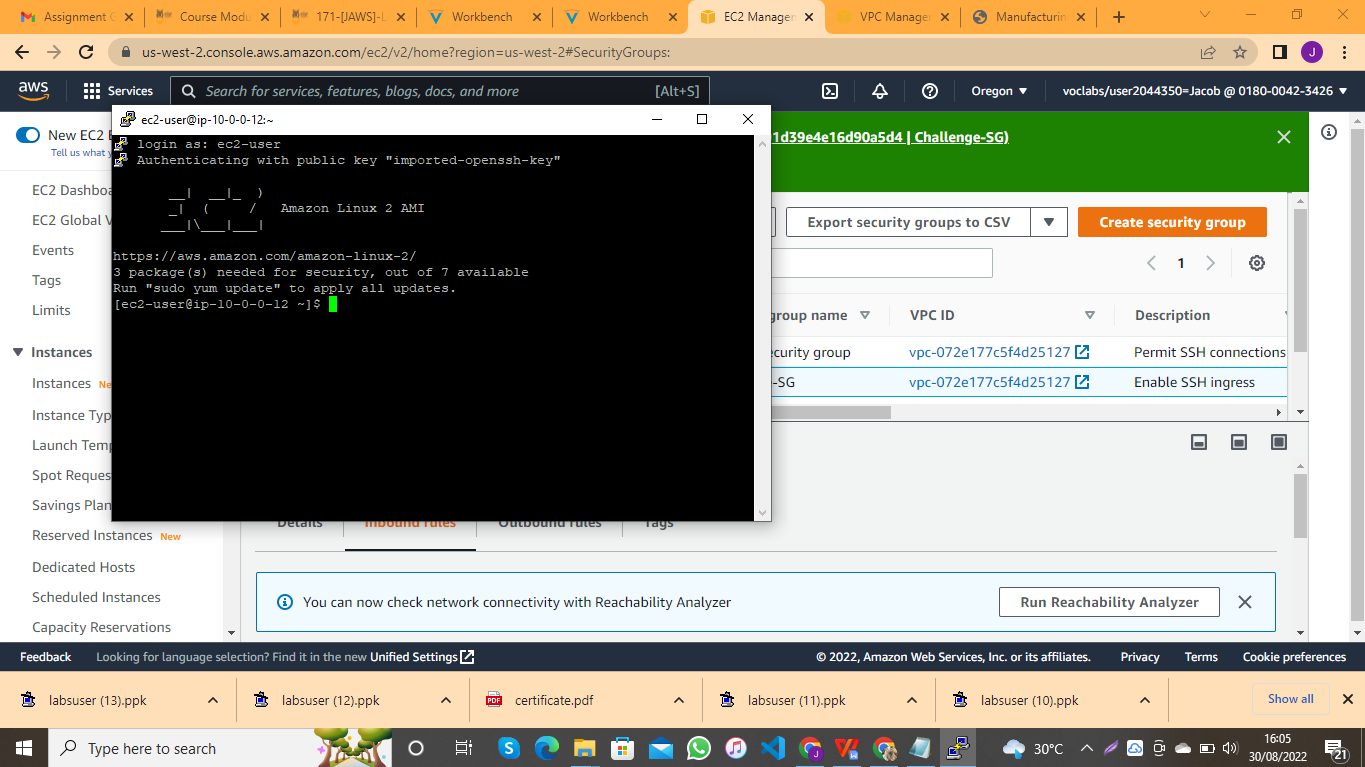 Assignment
Course Modu
171-[JAWS]-L
Workbench
Workbench
EC2 Manage
VPC Manage
Manufacturin
us-west-2.console.aws.amazon.com/ec2/v2/home?region=us-west-2#SecurityGroups:
J
aws
Services
Search for services, features, blogs, docs, and more
[Alt+S]
Oregon
voclabs/user2044350=Jacob @ 0180-0042-3426
New EC2 E
Tell us what y
EC2 Dashboa
EC2 Global V
Events
Tags
Limits
Instances
Instances Ne
Instance Typ
Launch Temp
Spot Reques
Savings Plan
Reserved Instances New
Dedicated Hosts
Scheduled Instances
Capacity Reservations
ec2-user@ip-10-0-0-12:~
login as: ec2-user
Authenticating with public key "imported-openssh-key"
__| __|_ )
_| ( / Amazon Linux 2 AMI
___|\___|___|
https://aws.amazon.com/amazon-linux-2/
3 package(s) needed for security, out of 7 available
Run "sudo yum update" to apply all updates.
[ec2-user@ip-10-0-0-12 ~]$
1d39e4e16d90a5d4 | Challenge-SG)
Export security groups to CSV
Create security group
1
group name
VPC ID
Description
ecurity group
vpc-072e177c5f4d25127
Permit SSH connections
-SG
vpc-072e177c5f4d25127
Enable SSH ingress
Details
Inbound rules
Outbound rules
Tags
You can now check network connectivity with Reachability Analyzer
Run Reachability Analyzer
Feedback
Looking for language selection? Find it in the new Unified Settings
© 2022, Amazon Web Services, Inc. or its affiliates.
Privacy
Terms
Cookie preferences
labsuser (13).ppk
labsuser (12).ppk
PDF
certificate.pdf
labsuser (11).ppk
labsuser (10).ppk
Show all
Type here to search
30°C
16:05
30/08/2022
21